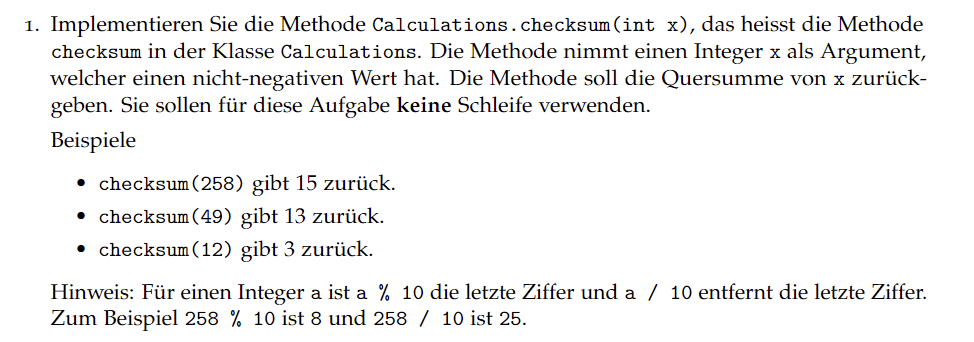 1. Implementieren Sie die Methode Calculations.checksum(int x), das heisst die Methode
checksum in der Klasse Calculations. Die Methode nimmt einen Integer x als Argument,
welcher einen nicht-negativen Wert hat. Die Methode soll die Quersumme von x zurück-
geben. Sie sollen für diese Aufgabe keine Schleife verwenden.
Beispiele
• checksum(258) gibt 15 zurück.
• checksum(49) gibt 13 zurück.
• checksum(12) gibt 3 zurück.
Hinweis: Für einen Integer a ist a % 10 die letzte Ziffer und a / 10 entfernt die letzte Ziffer.
Zum Beispiel 258 % 10 ist 8 und 258 / 10 ist 25.